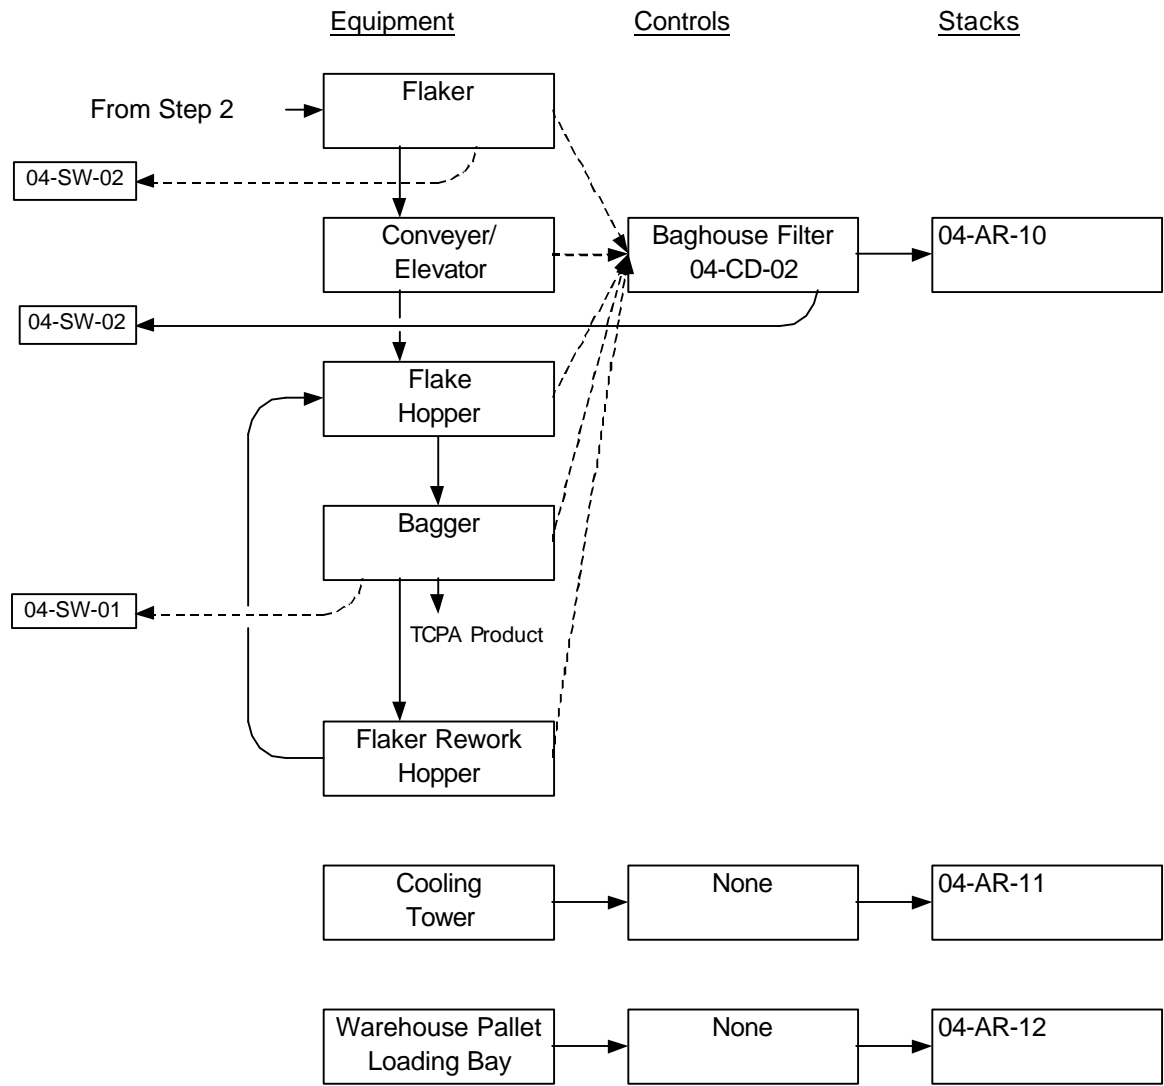 Equipment
Controls
Stacks
From Step 2
Flaker
04-SW-02
Conveyer/
Elevator
Baghouse Filter
04-CD-02
04-AR-10
04-SW-02
Flake
Hopper
Bagger
04-SW-01
TCPA Product
Flaker Rework
Hopper
Cooling
Tower
None
04-AR-11
Warehouse Pallet
Loading Bay
None
04-AR-12